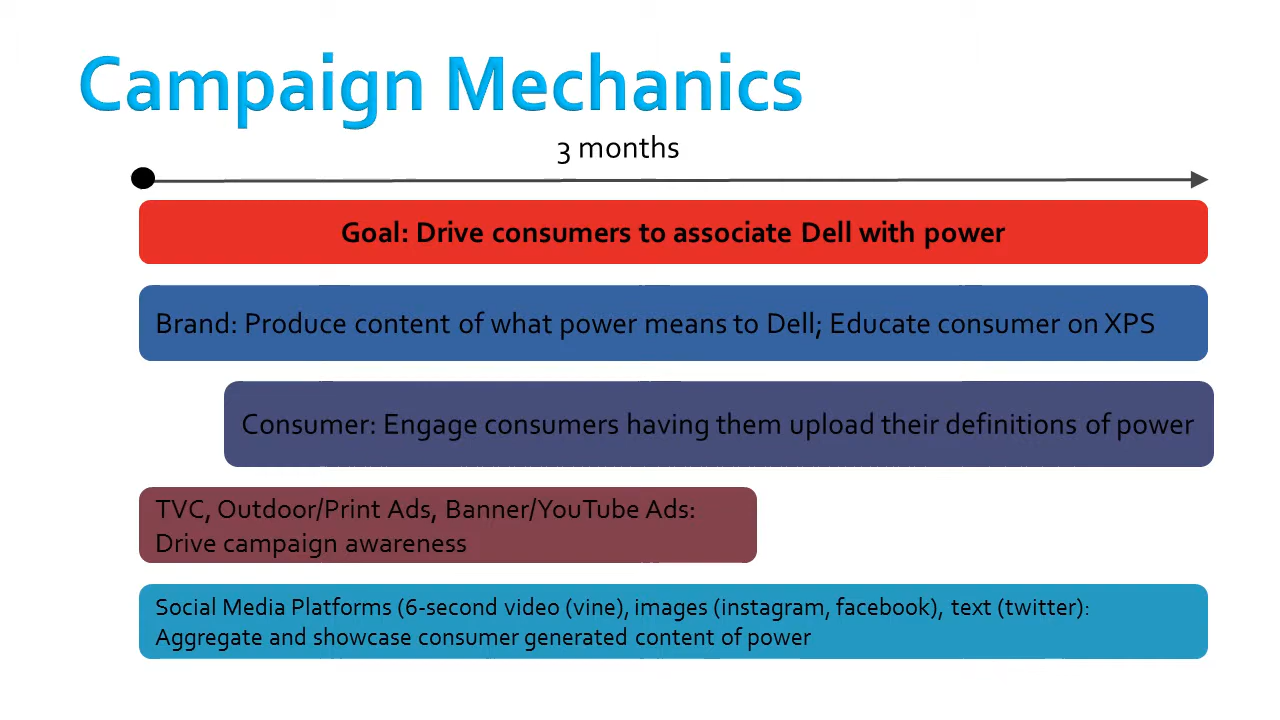 Campaign Mechanics
3 months
Goal: Drive consumers to associate Dell with power
Brand: Produce content of what power means to Dell; Educate consumer on XPS
Consumer: Engage consumers having them upload their definitions of power
TVC, Outdoor/Print Ads, Banner/YouTube Ads:
Drive campaign awareness
Social Media Platforms (6-second video (vine), images (instagram, facebook), text (twitter):
Aggregate and showcase consumer generated content of power